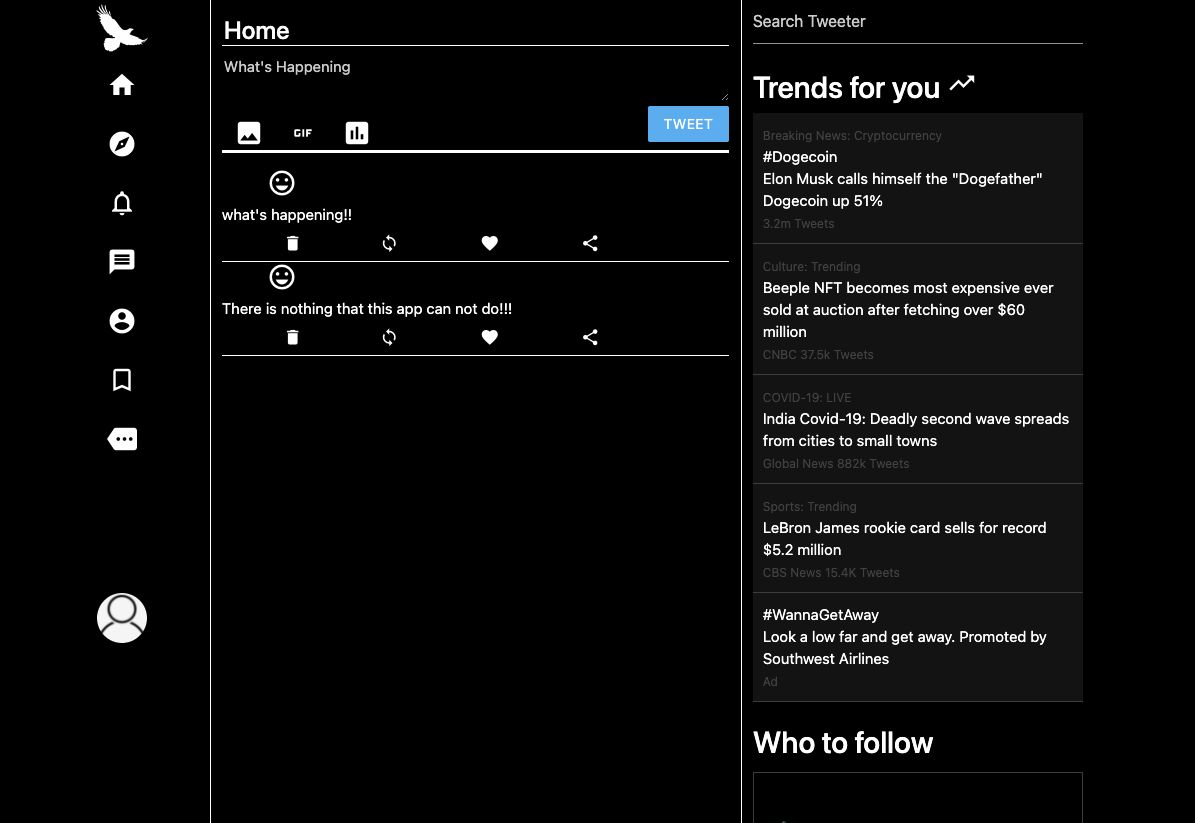 Home
What's Happening
GIF
TWEET
what's happening!!
There is nothing that this app can not do!!!
Search Tweeter
Trends for you
Breaking News: Cryptocurrency
#Dogecoin
Elon Musk calls himself the "Dogefather"
Dogecoin up 51%
3.2m Tweets
Culture: Trending
Beeple NFT becomes most expensive ever
sold at auction after fetching over $60
million
CNBC 37.5k Tweets
COVID-19: LIVE
India Covid-19: Deadly second wave spreads
from cities to small towns
Global News 882k Tweets
Sports: Trending
LeBron James rookie card sells for record
$5.2 million
CBS News 15.4K Tweets
#WannaGetAway
Look a low far and get away. Promoted by
Southwest Airlines
Ad
Who to follow